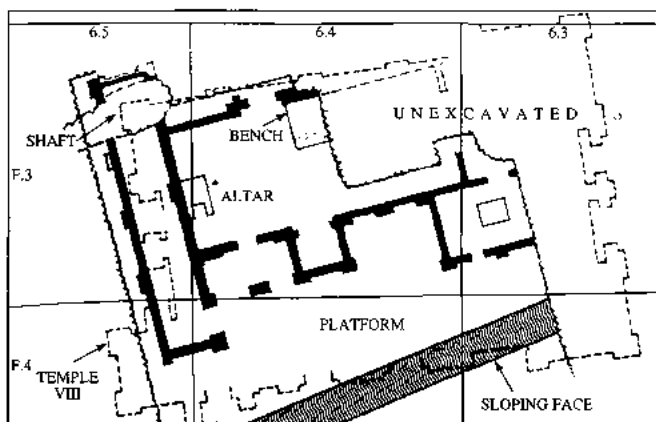 6.5 6.4 6.3
UNEXCAVATED
SHAFT
BENCH
F.3
ALTAR
PLATFORM
F.4
TEMPLE
VIII
SLOPING FACE